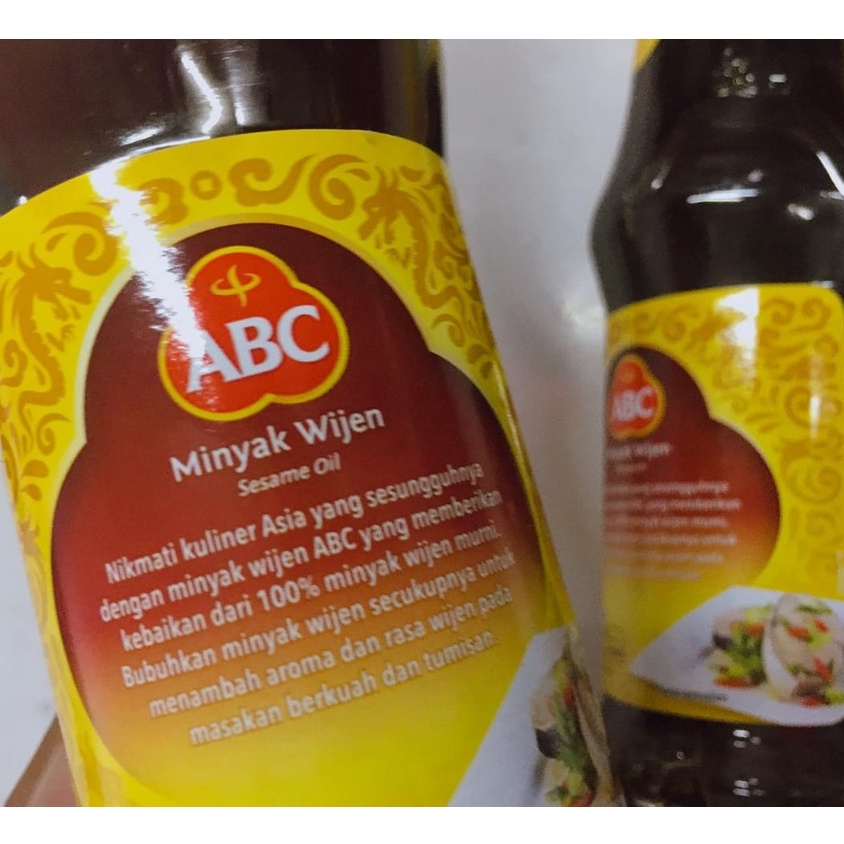 ABC
Minyak Wijen
Sesame Oil
Nikmati kuliner Asia yang sesungguhnya
dengan minyak wijen ABC yang memberikan
kebaikan dari 100% minyak wijen murni.
Bubuhkan minyak wijen secukupnya untuk
menambah aroma dan rasa wijen pada
masakan berkuah dan tumisan.
ABC
Wijen